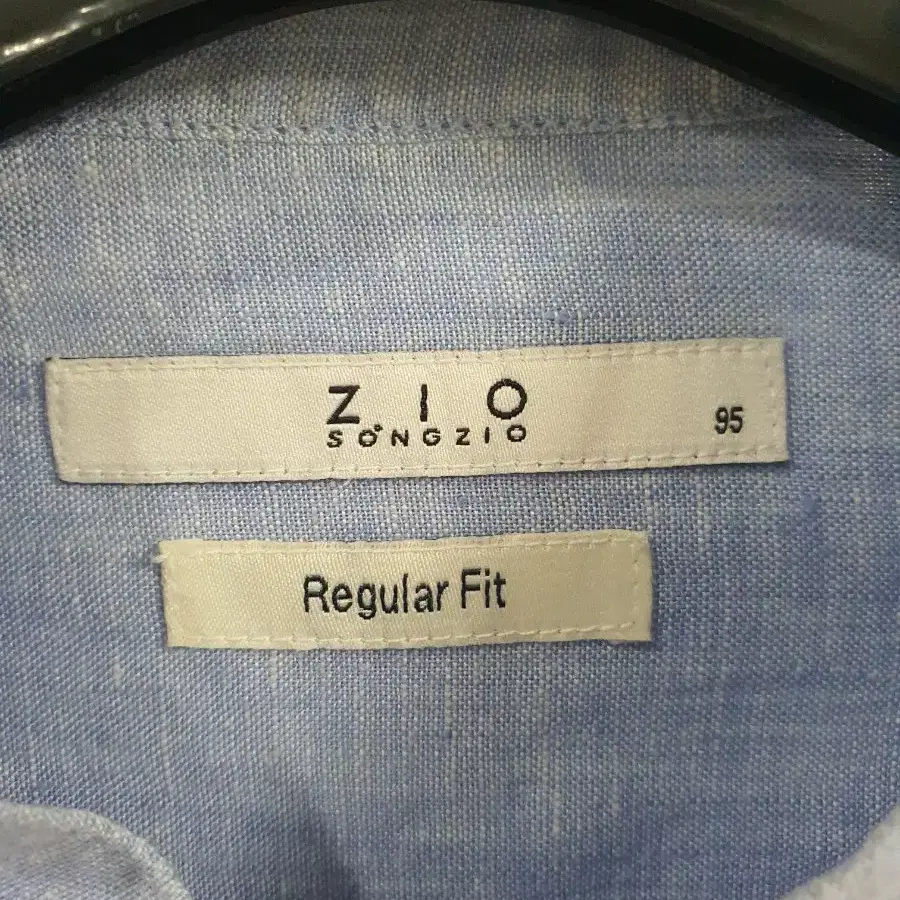 ZIO
SONGZIO
95
Regular Fit